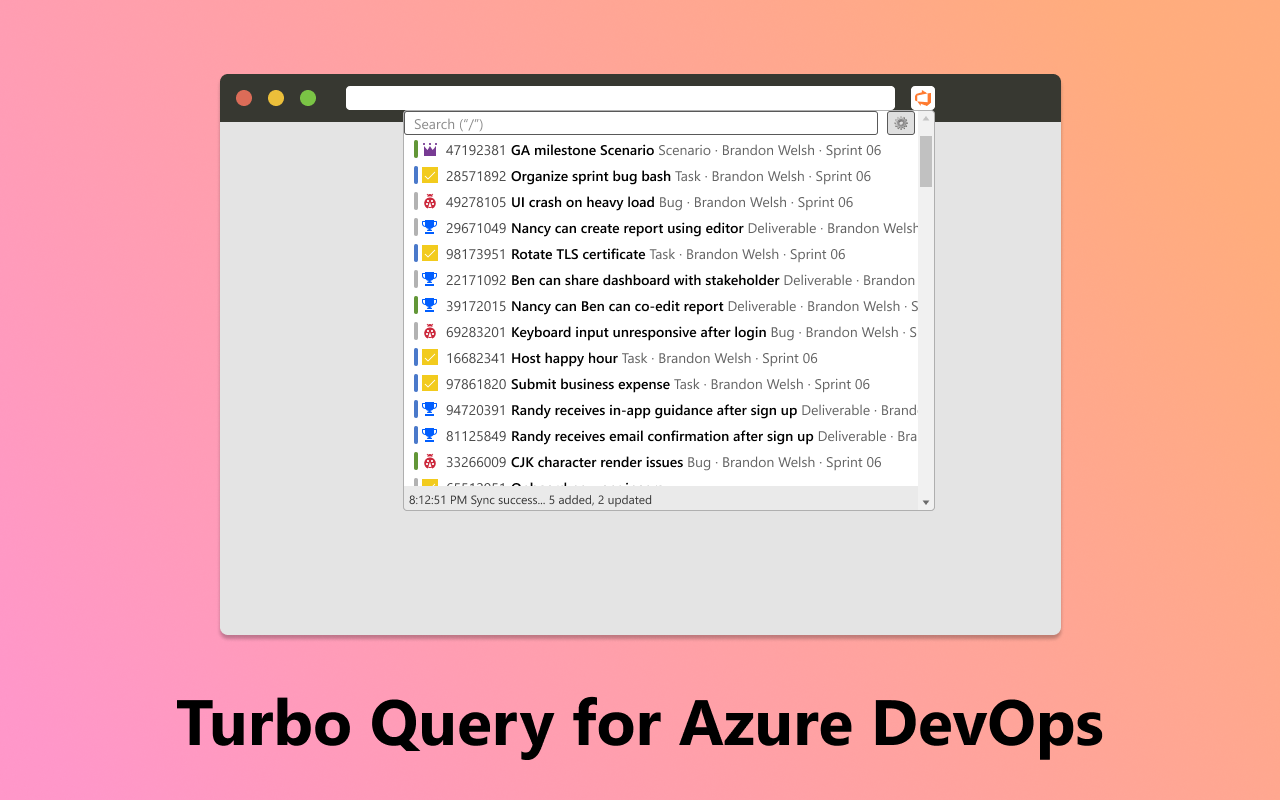 Search ("/")
47192381 GA milestone Scenario Scenario · Brandon Welsh · Sprint 06
28571892 Organize sprint bug bash Task · Brandon Welsh · Sprint 06
49278105 UI crash on heavy load Bug · Brandon Welsh · Sprint 06
29671049 Nancy can create report using editor Deliverable · Brandon Welsh
98173951 Rotate TLS certificate Task · Brandon Welsh · Sprint 06
22171092 Ben can share dashboard with stakeholder Deliverable · Brandon
39172015 Nancy can Ben can co-edit report Deliverable · Brandon Welsh · S
69283201 Keyboard input unresponsive after login Bug · Brandon Welsh · S
16682341 Host happy hour Task · Brandon Welsh · Sprint 06
97861820 Submit business expense Task · Brandon Welsh · Sprint 06
94720391 Randy receives in-app guidance after sign up Deliverable · Brand
81125849 Randy receives email confirmation after sign up Deliverable · Bra
33266009 CJK character render issues Bug · Brandon Welsh · Sprint 06
8:12:51 PM Sync success... 5 added, 2 updated
Turbo Query for Azure DevOps